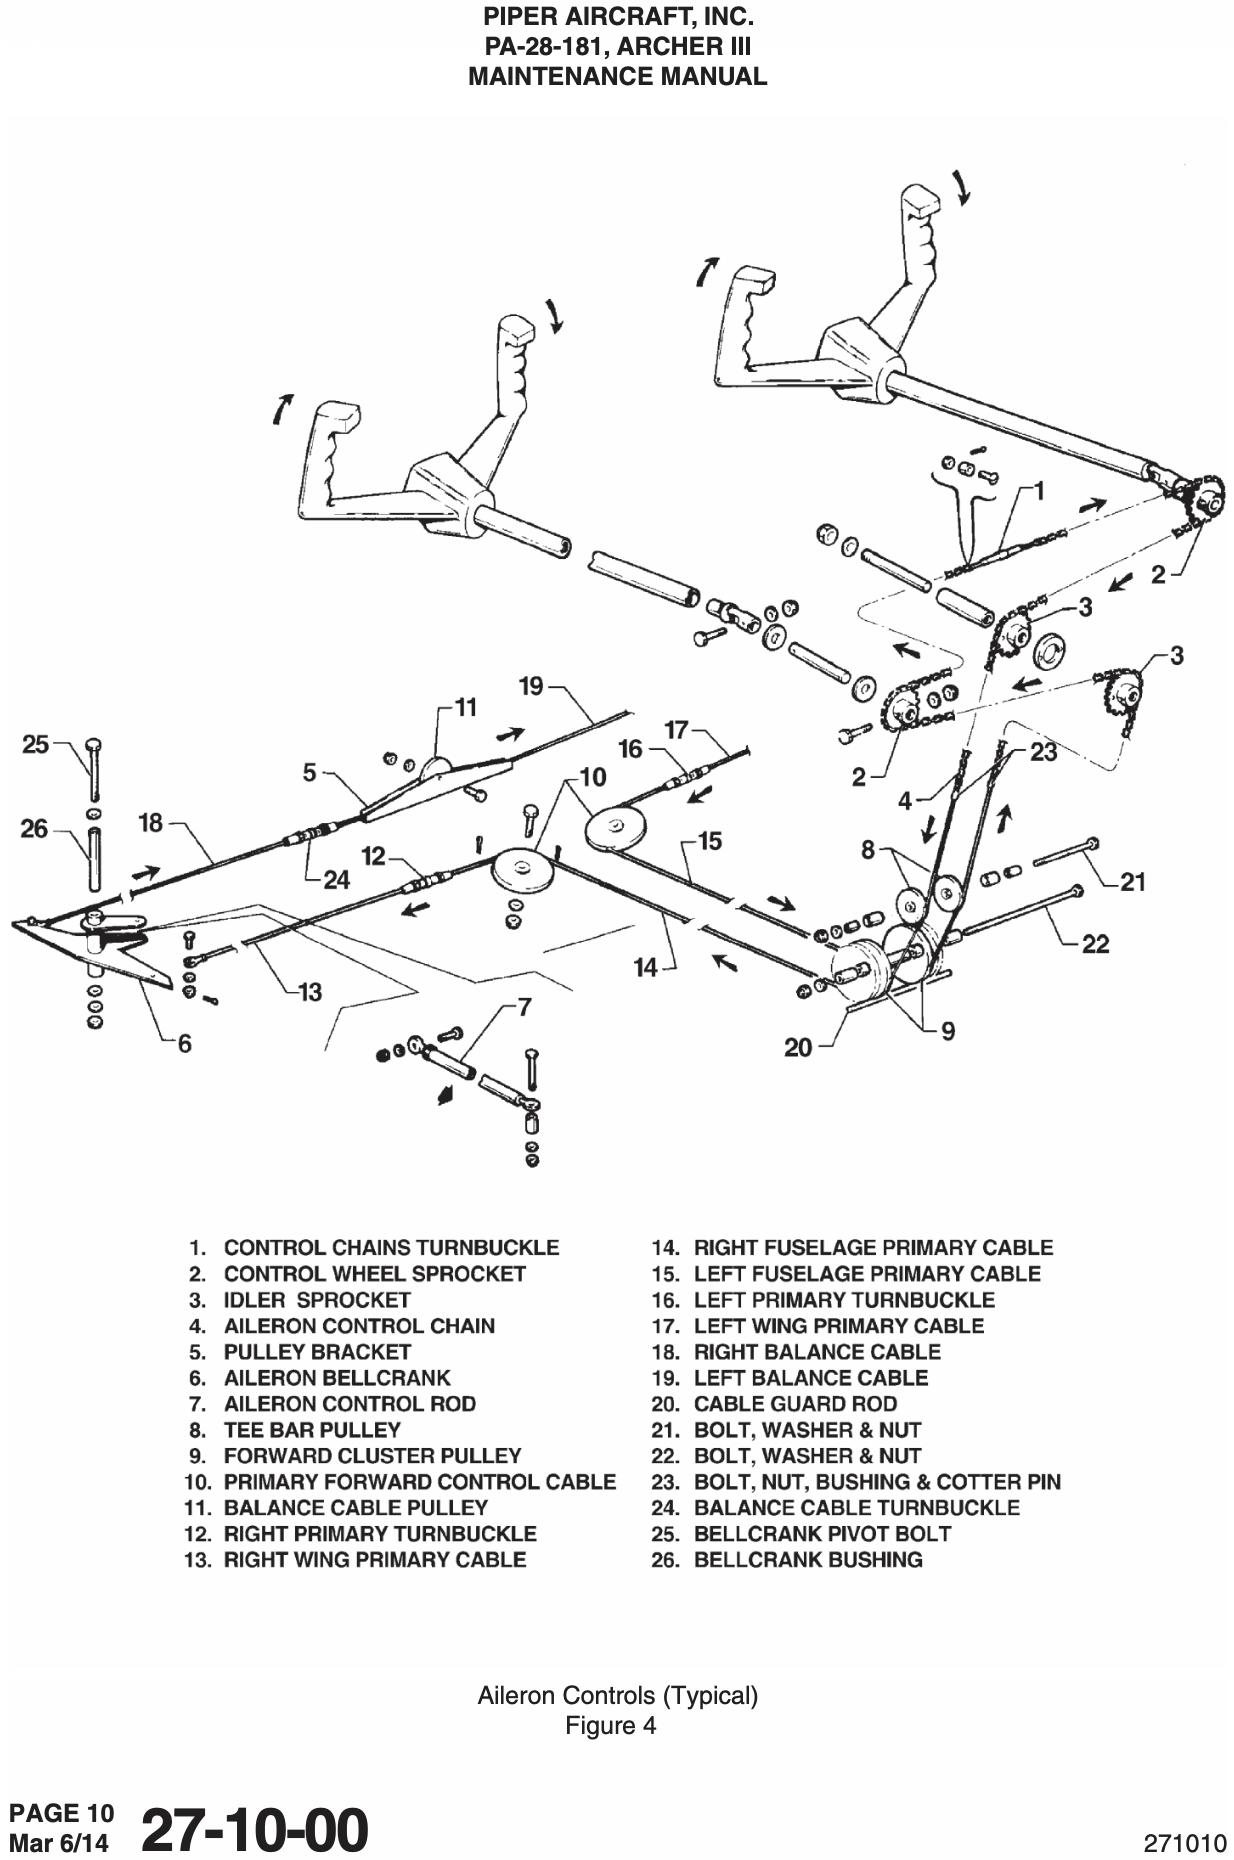 PIPER AIRCRAFT, INC.
PA-28-181, ARCHER III
MAINTENANCE MANUAL
1
2
3
3
19
11
17
16
23
25
5
10
2
4
26
18
12
15
8
24
21
22
14
13
7
9
6
20
1. CONTROL CHAINS TURNBUCKLE
2. CONTROL WHEEL SPROCKET
3. IDLER SPROCKET
4. AILERON CONTROL CHAIN
5. PULLEY BRACKET
6. AILERON BELLCRANK
7. AILERON CONTROL ROD
8. TEE BAR PULLEY
9. FORWARD CLUSTER PULLEY
10. PRIMARY FORWARD CONTROL CABLE
11. BALANCE CABLE PULLEY
12. RIGHT PRIMARY TURNBUCKLE
13. RIGHT WING PRIMARY CABLE
14. RIGHT FUSELAGE PRIMARY CABLE
15. LEFT FUSELAGE PRIMARY CABLE
16. LEFT PRIMARY TURNBUCKLE
17. LEFT WING PRIMARY CABLE
18. RIGHT BALANCE CABLE
19. LEFT BALANCE CABLE
20. CABLE GUARD ROD
21. BOLT, WASHER & NUT
22. BOLT, WASHER & NUT
23. BOLT, NUT, BUSHING & COTTER PIN
24. BALANCE CABLE TURNBUCKLE
25. BELLCRANK PIVOT BOLT
26. BELLCRANK BUSHING
Aileron Controls (Typical)
Figure 4
PAGE 10
Mar 6/14
27-10-00
271010